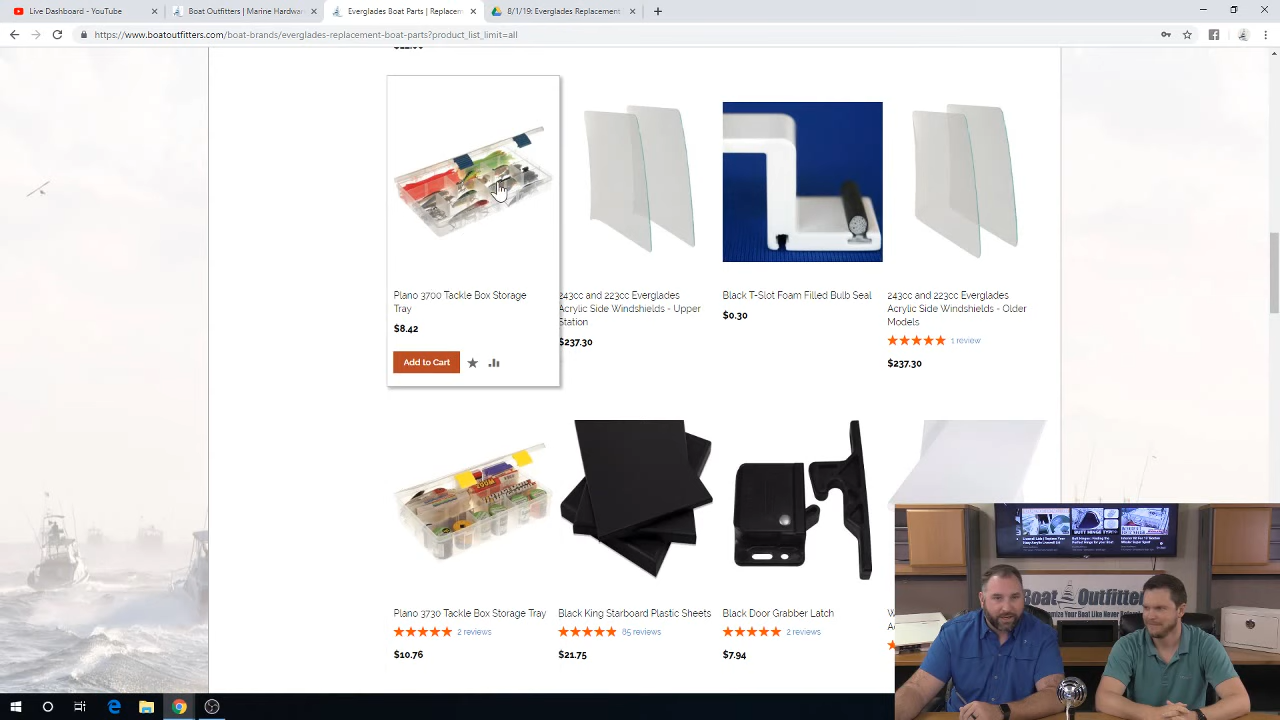 Live Dashboard - YouTube
Boat Outfitters | Marine Hardwar
Everglades Replacement Boat Parts
8/1/19: Everglades Replacement
https://www.boatoutfitters.com/boat-brands/everglades-replacement-boat-parts?product_list_limit=all
$22.00
Plano 3700 Tackle Box Storage
Tray
$8.42
Add to Cart
243cc and 223cc Everglades
Acrylic Side Windshields - Upper
Station
$237.30
Black T-Slot Foam Filled Bulb Seal
$0.30
243cc and 223cc Everglades
Acrylic Side Windshields - Older
Models
1 review
$237.30
Plano 3730 Tackle Box Storage Tray
2 reviews
$10.76
Black King Starboard Plastic Sheets
85 reviews
$21.75
Black Door Grabber Latch
2 reviews
$7.94
Boat Outfitters